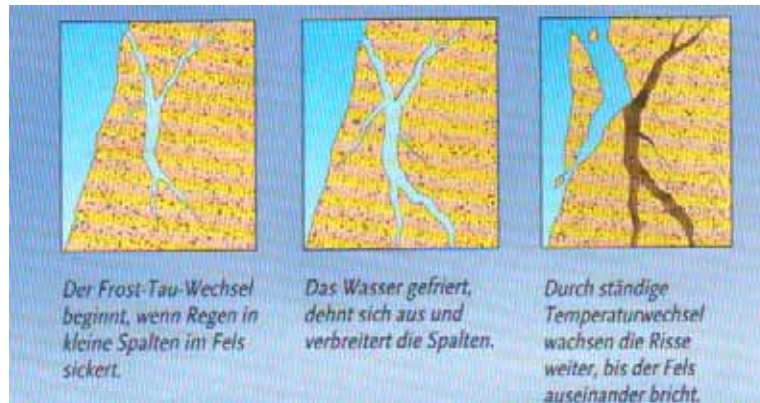 Der Frost-Tau-Wechsel
beginnt, wenn Regen in
kleine Spalten im Fels
sickert.
Das Wasser gefriert,
dehnt sich aus und
verbreitert die Spalten.
Durch ständige
Temperaturwechsel
wachsen die Risse
weiter, bis der Fels
auseinander bricht.